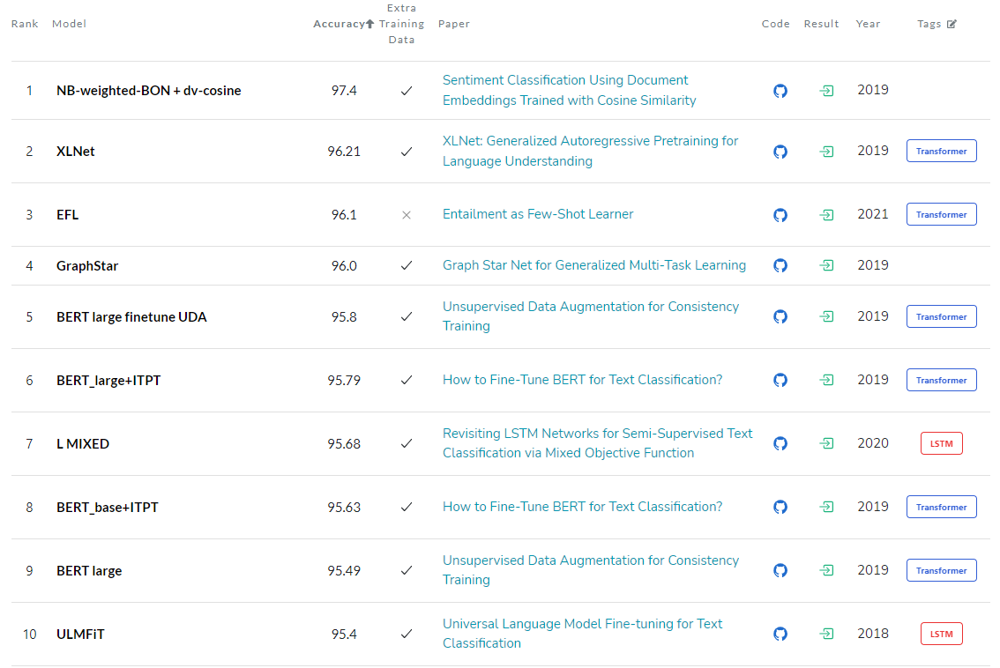 Rank Model Accuracy Extra Training Data Paper Code Result Year Tags
1 NB-weighted-BON + dv-cosine 97.4 Sentiment Classification Using Document
Embeddings Trained with Cosine Similarity 2019
2 XLNet 96.21 XLNet: Generalized Autoregressive Pretraining for
Language Understanding 2019 Transformer
3 EFL 96.1 Entailment as Few-Shot Learner 2021 Transformer
4 GraphStar 96.0 Graph Star Net for Generalized Multi-Task Learning 2019
5 BERT large finetune UDA 95.8 Unsupervised Data Augmentation for Consistency
Training 2019 Transformer
6 BERT_large+ITPT 95.79 How to Fine-Tune BERT for Text Classification? 2019 Transformer
7 L MIXED 95.68 Revisiting LSTM Networks for Semi-Supervised Text
Classification via Mixed Objective Function 2020 LSTM
8 BERT_base+ITPT 95.63 How to Fine-Tune BERT for Text Classification? 2019 Transformer
9 BERT large 95.49 Unsupervised Data Augmentation for Consistency
Training 2019 Transformer
10 ULMFiT 95.4 Universal Language Model Fine-tuning for Text
Classification 2018 LSTM